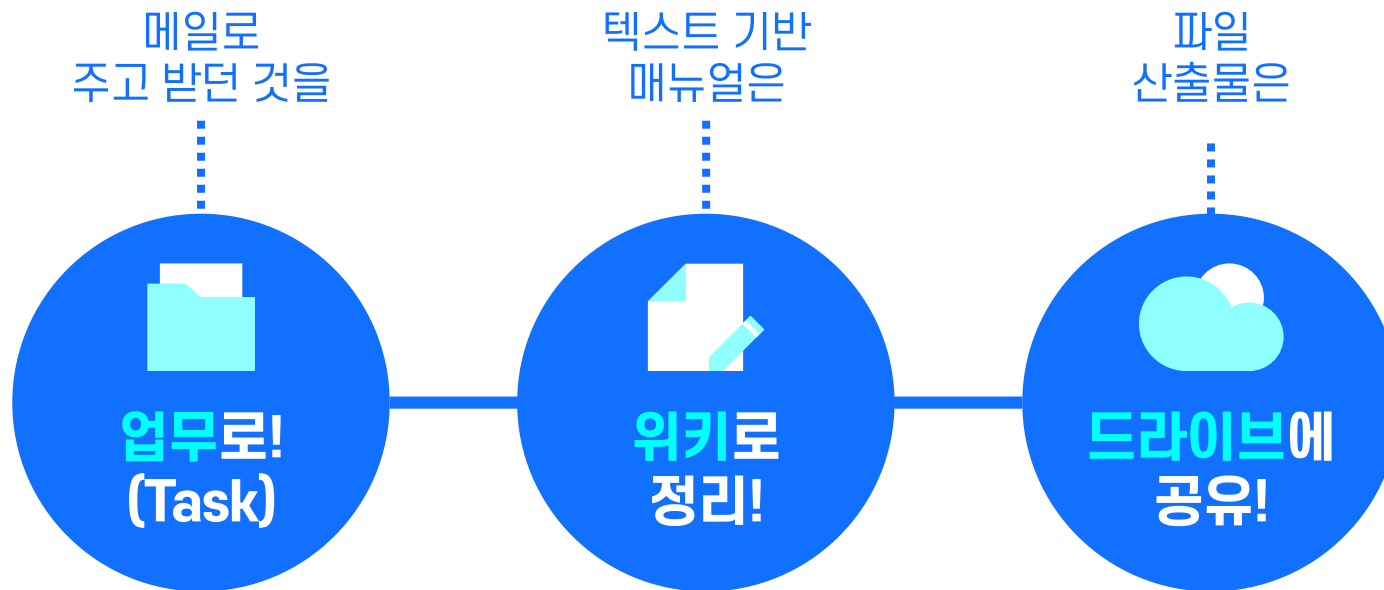 메일로
주고 받던 것을
업무로!
(Task)
텍스트 기반
매뉴얼은
위키로
정리!
파일
산출물은
드라이브에
공유!